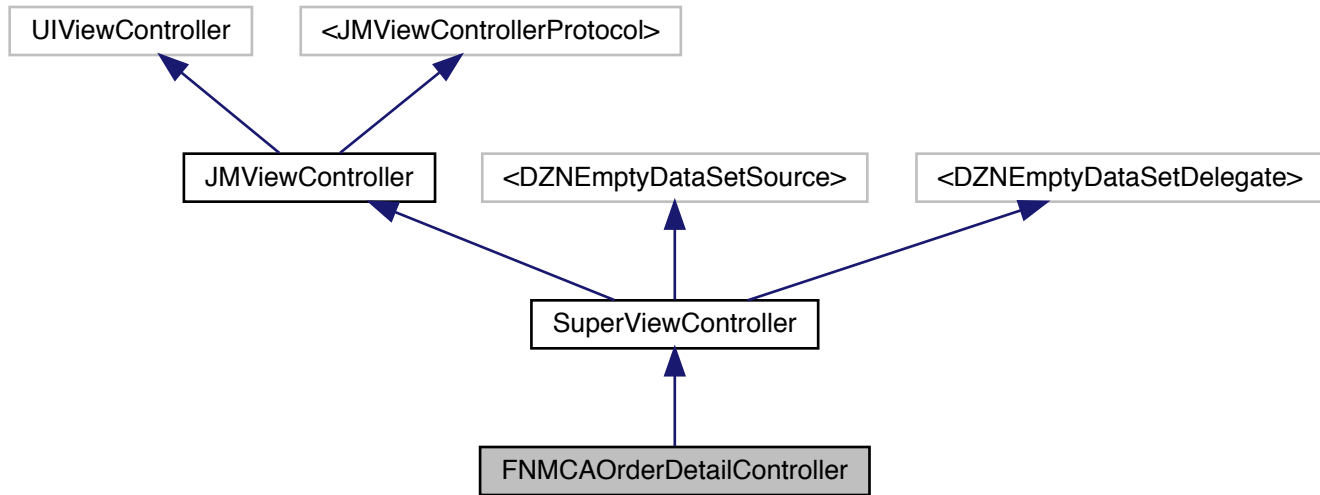 UIViewController
<JMViewControllerProtocol>
JMViewController
<DZNEmptyDataSetSource>
<DZNEmptyDataSetDelegate>
SuperViewController
FNMCAOrderDetailController